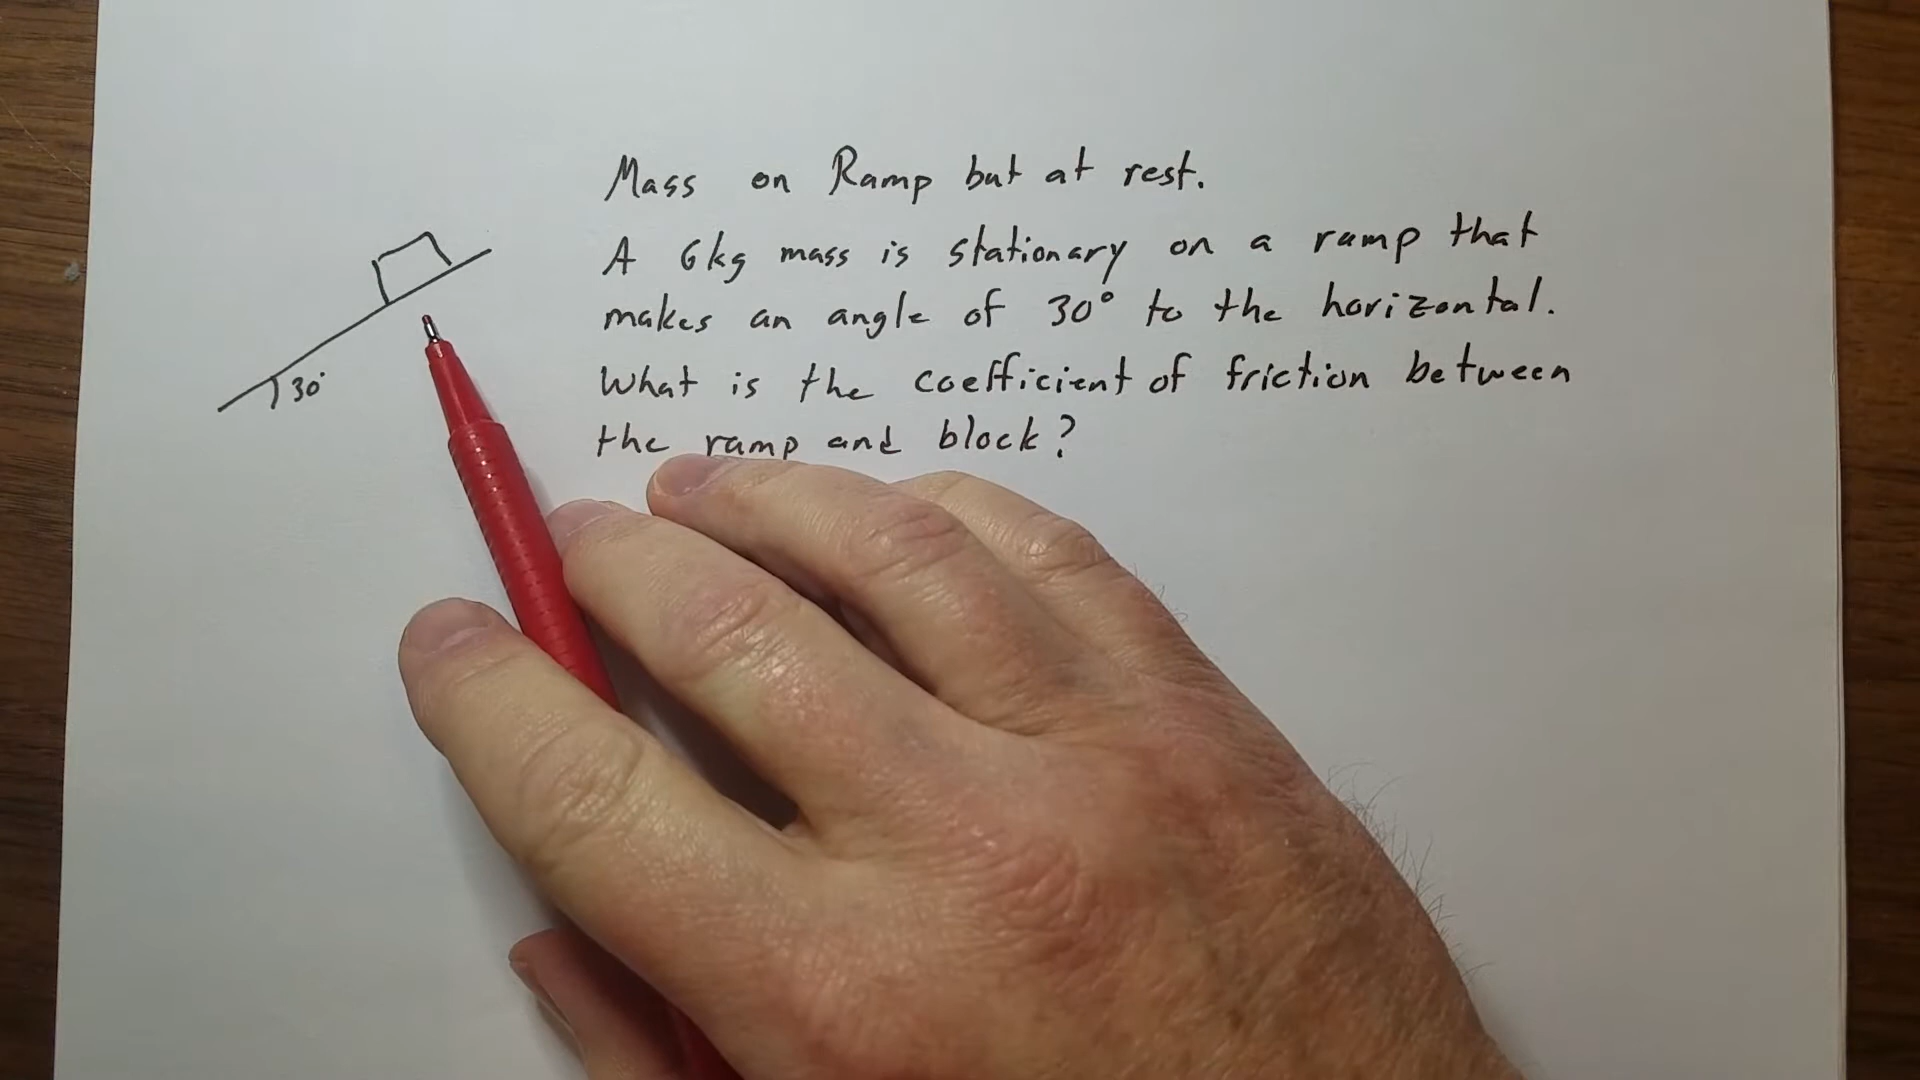 Mass on Ramp but at rest.
A 6kg mass is stationary on a ramp that
makes an angle of 30° to the horizontal.
What is the coefficient of friction between
the ramp and block?
30°